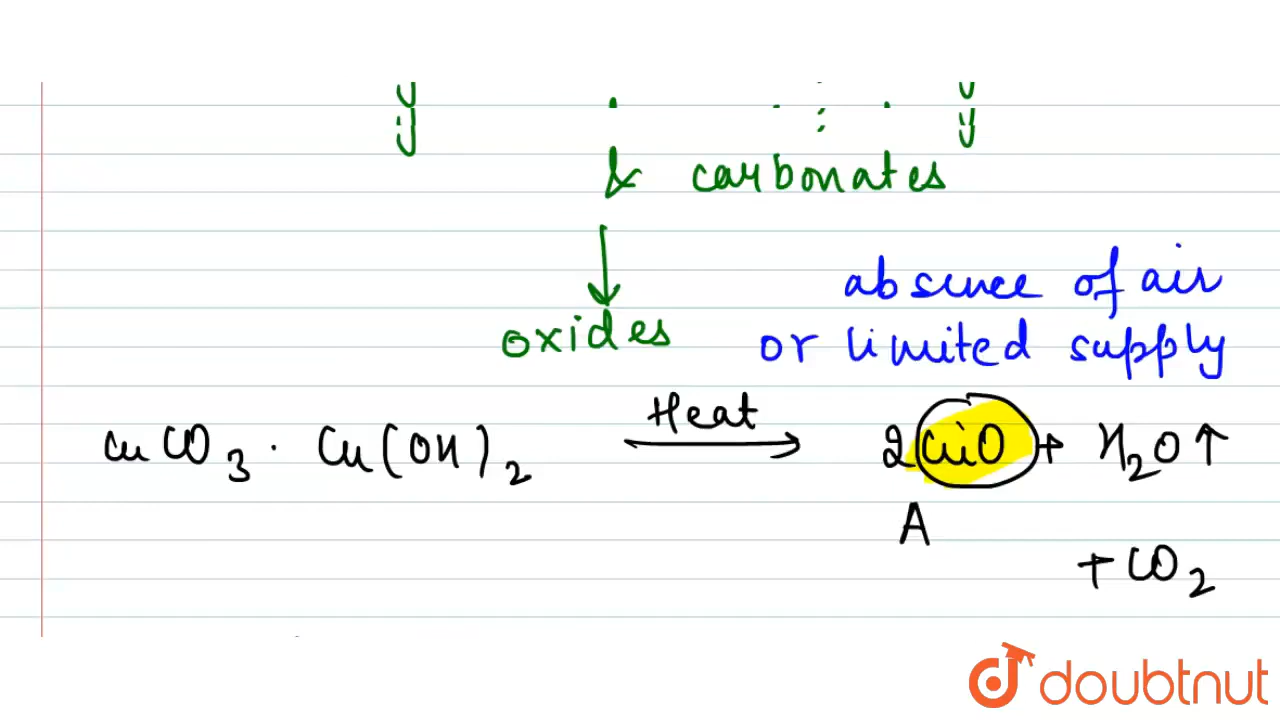 & carbonates
absence of air
oxides or limited supply
Heat
CuCO3 · Cu(OH)2 → 2CuO + H2O ↑
A
+ CO2
doubtnut